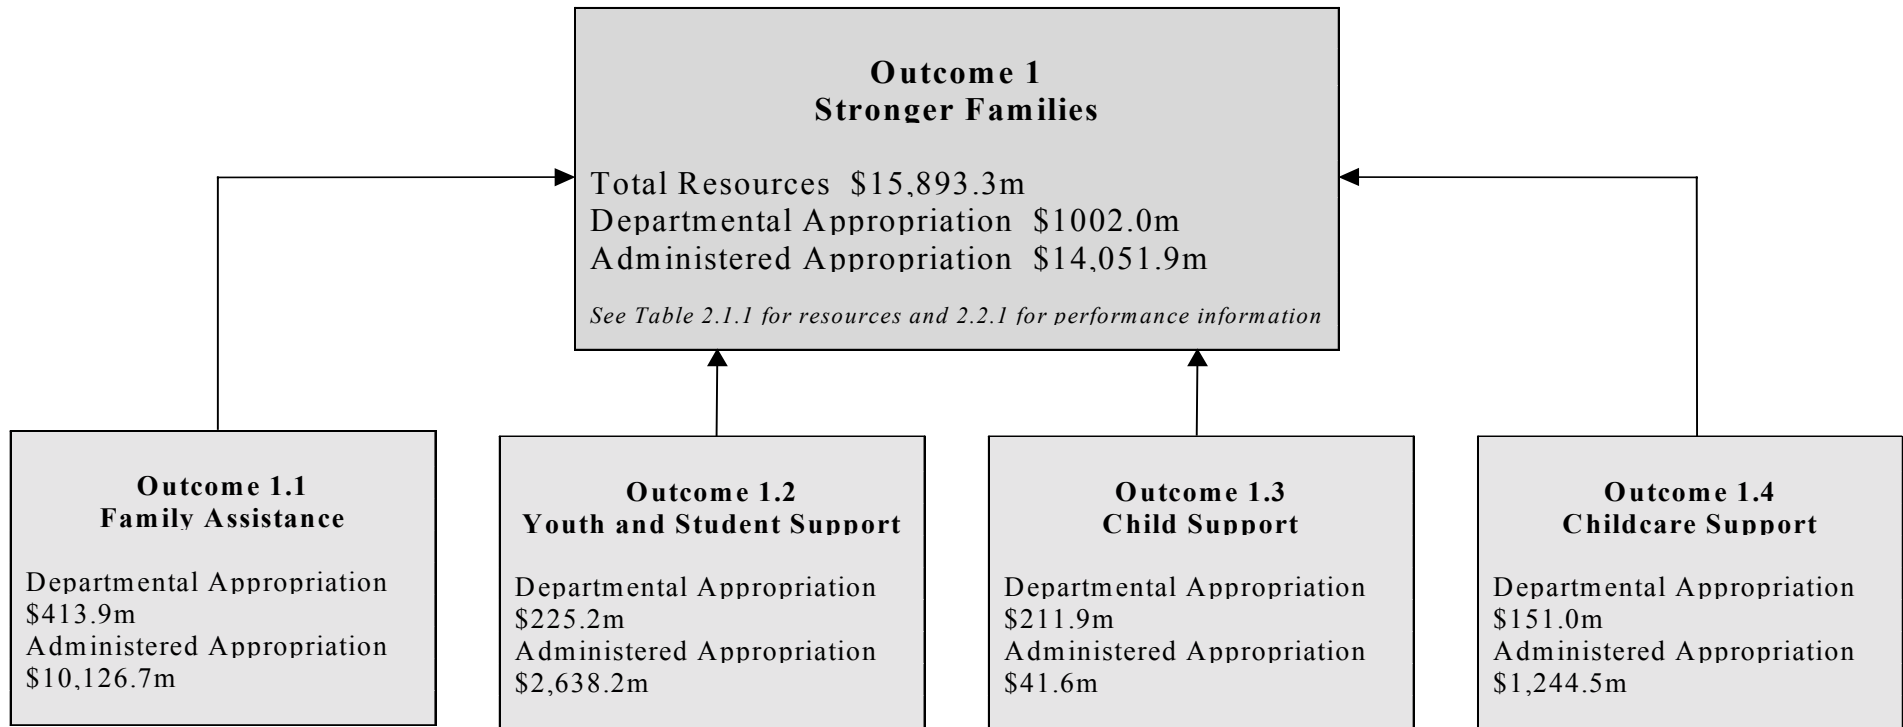 Outcome 1
Stronger Families
Total Resources $15,893.3m
Departmental Appropriation $1002.0m
Administered Appropriation $14,051.9m
See Table 2.1.1 for resources and 2.2.1 for performance information
Outcome 1.1
Family Assistance
Departmental Appropriation
$413.9m
Administered Appropriation
$10,126.7m
Outcome 1.2
Youth and Student Support
Departmental Appropriation
$225.2m
Administered Appropriation
$2,638.2m
Outcome 1.3
Child Support
Departmental Appropriation
$211.9m
Administered Appropriation
$41.6m
Outcome 1.4
Childcare Support
Departmental Appropriation
$151.0m
Administered Appropriation
$1,244.5m